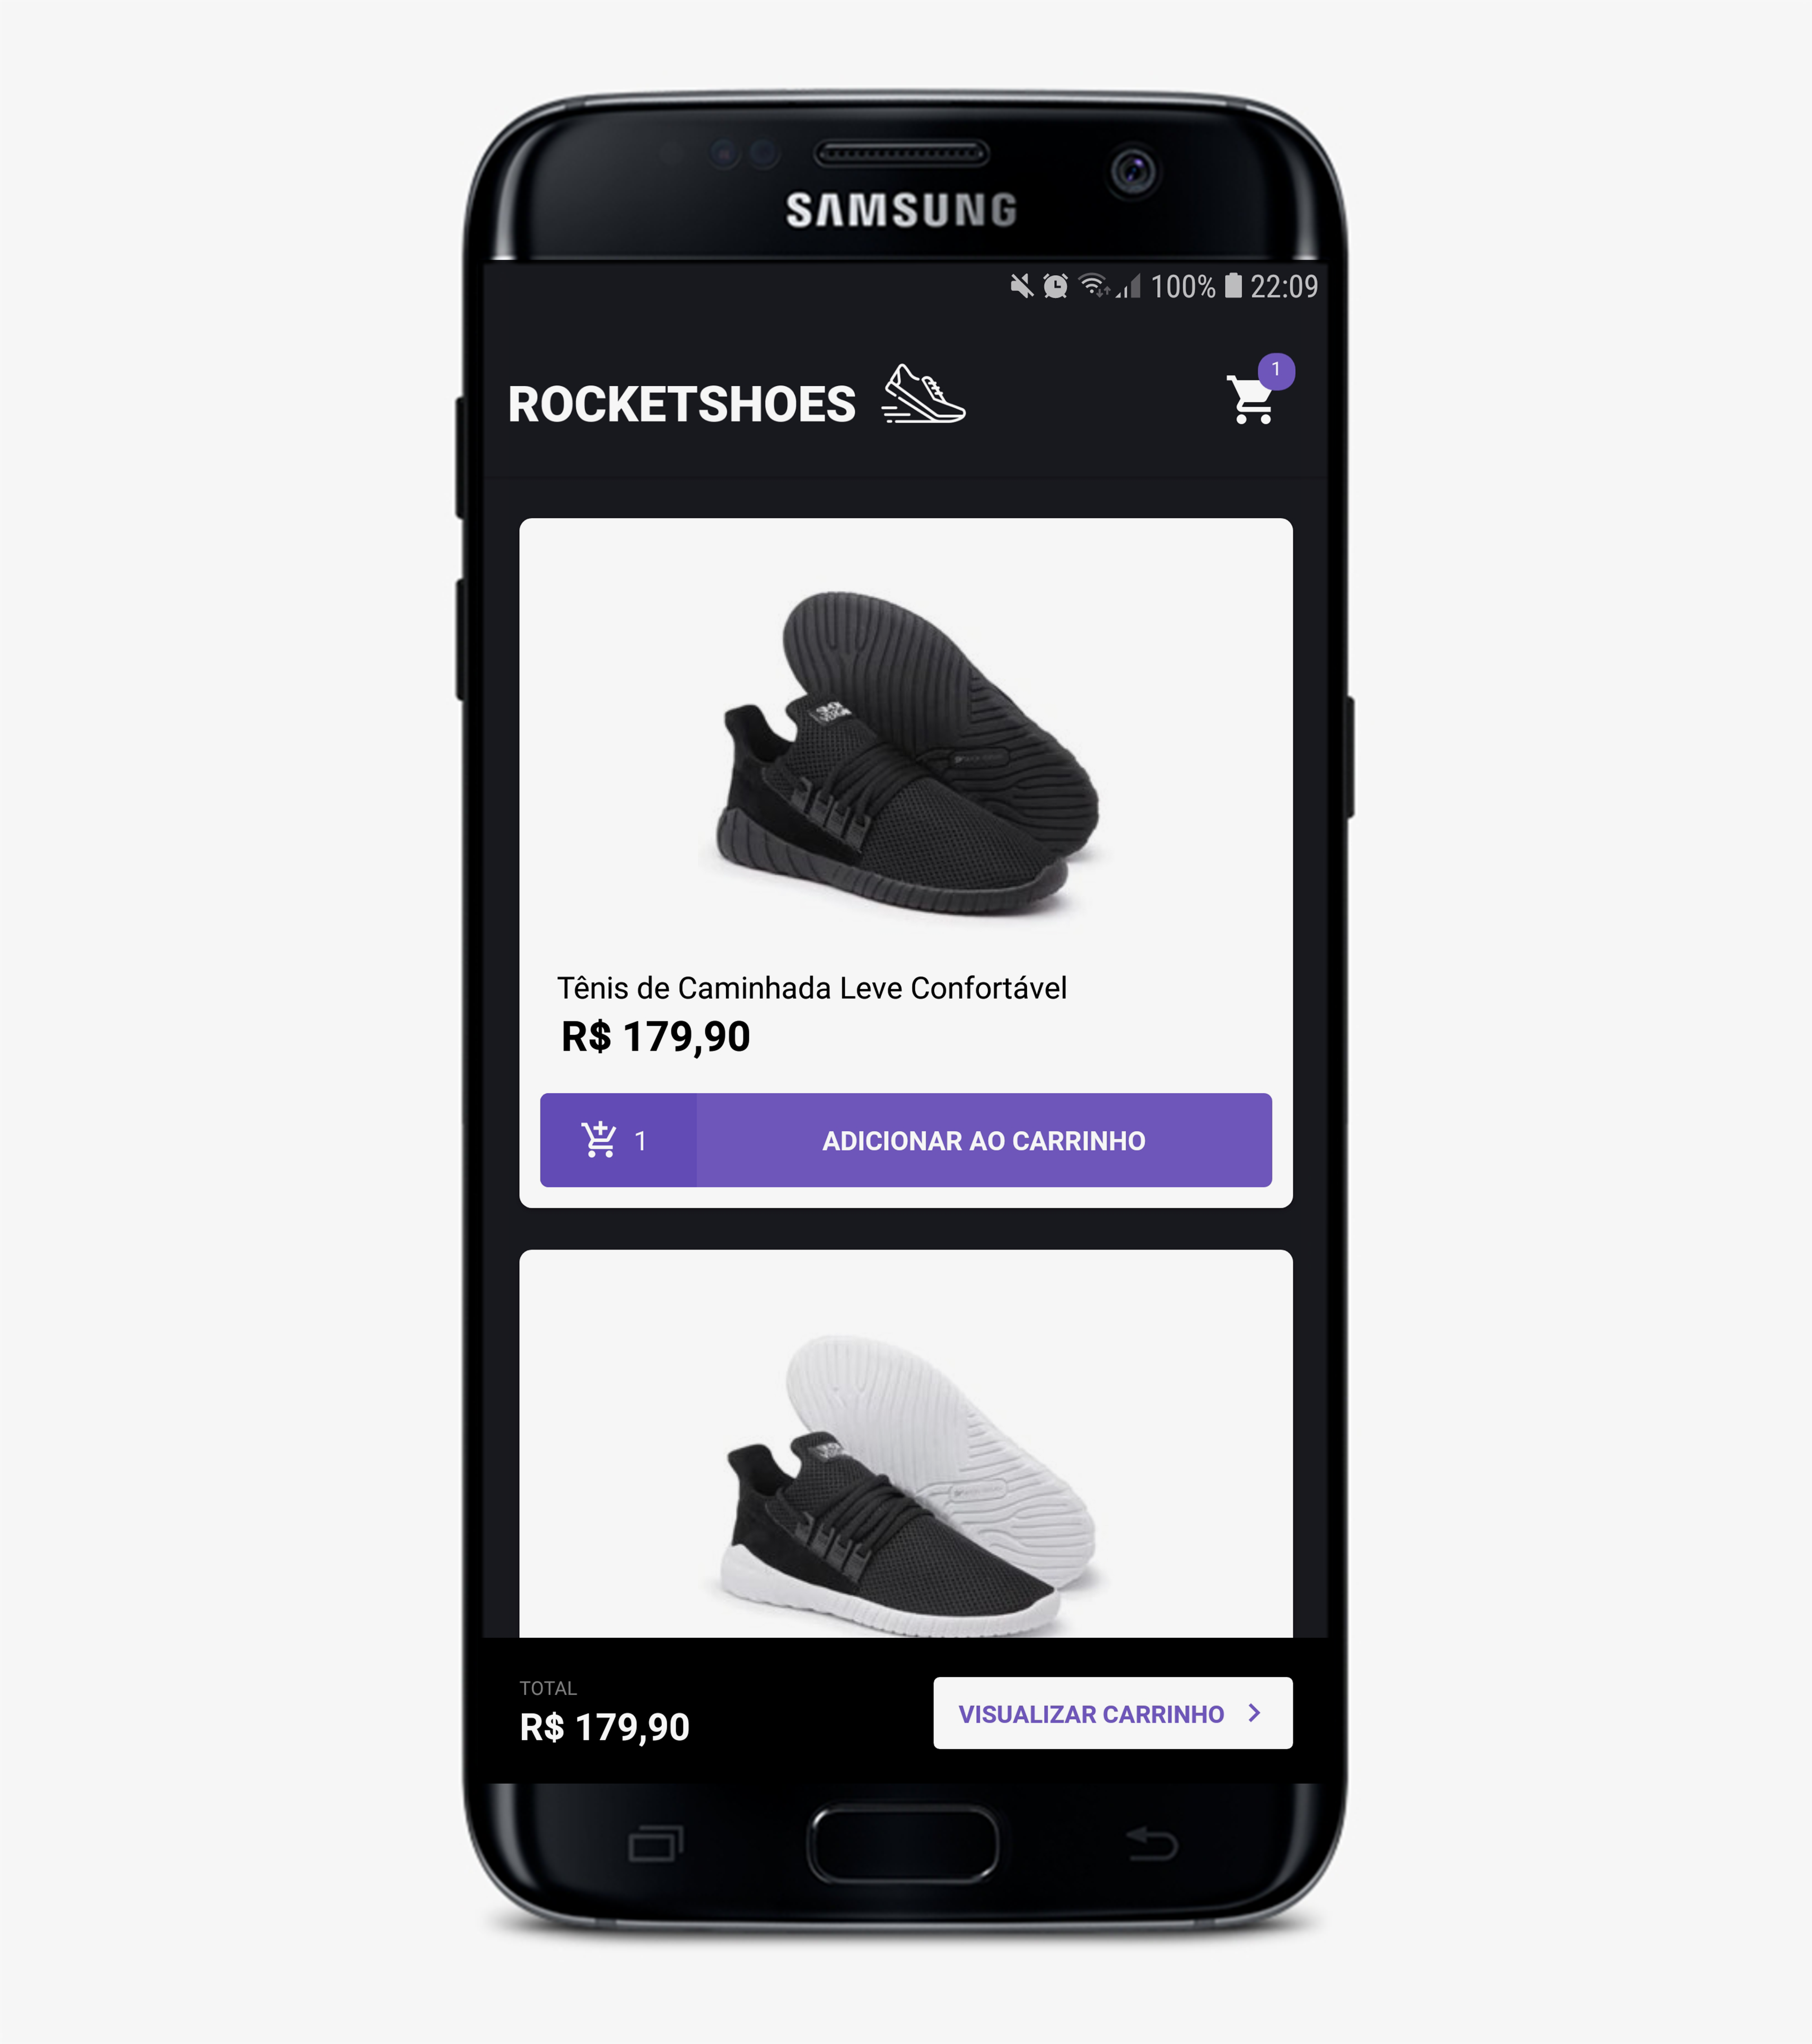 SAMSUNG
100% 22:09
ROCKETSHOES
1
Tênis de Caminhada Leve Confortável
R$ 179,90
1 ADICIONAR AO CARRINHO
TOTAL
R$ 179,90
VISUALIZAR CARRINHO